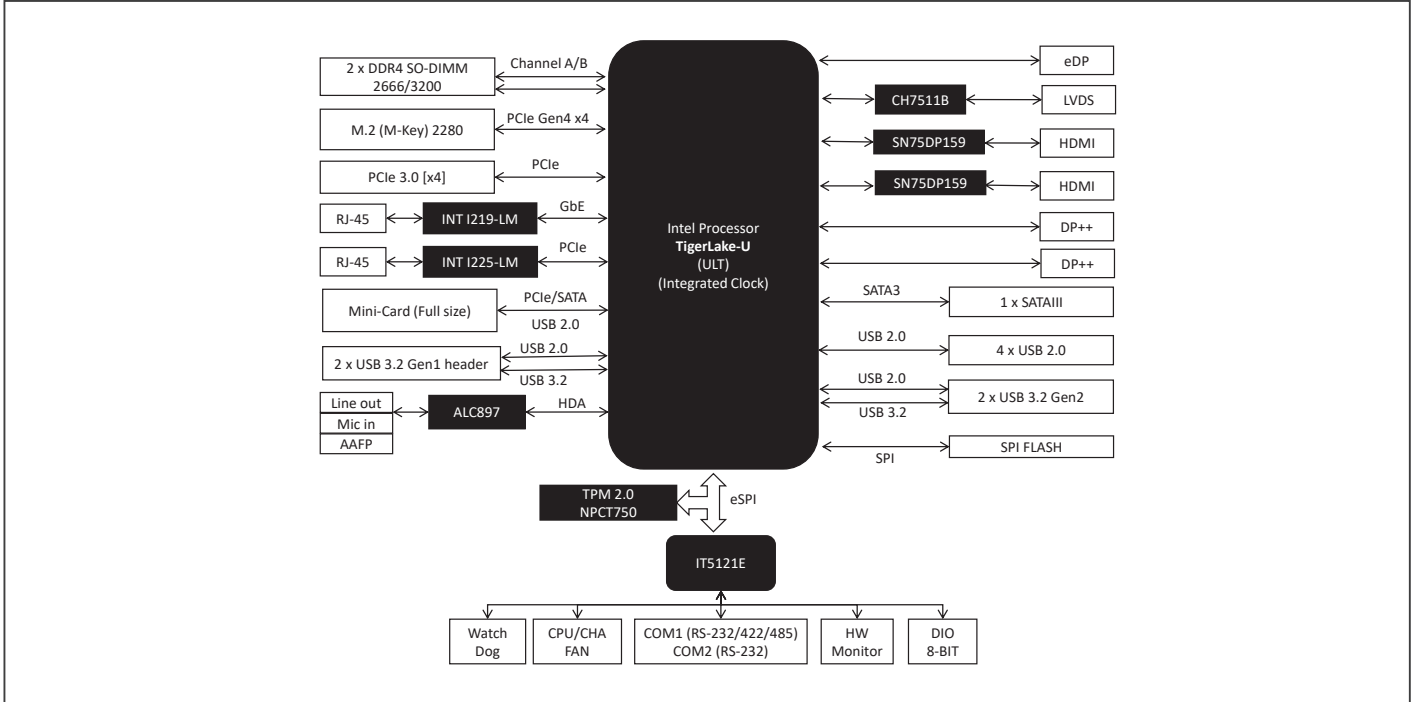 2 x DDR4 SO-DIMM
2666/3200
Channel A/B
M.2 (M-Key) 2280
PCIe Gen4 x4
PCIe 3.0 [x4]
PCIe
RJ-45
INT I219-LM
GbE
RJ-45
INT I225-LM
PCIe
Mini-Card (Full size)
PCIe/SATA
USB 2.0
2 x USB 3.2 Gen1 header
USB 2.0
USB 3.2
Line out
Mic in
AAFP
ALC897
HDA
Intel Processor
TigerLake-U
(ULT)
(Integrated Clock)
eDP
CH7511B
LVDS
SN75DP159
HDMI
SN75DP159
HDMI
DP++
DP++
SATA3
1 x SATAIII
USB 2.0
4 x USB 2.0
USB 2.0
USB 3.2
2 x USB 3.2 Gen2
SPI
SPI FLASH
TPM 2.0
NPCT750
eSPI
IT5121E
Watch
Dog
CPU/CHA
FAN
COM1 (RS-232/422/485)
COM2 (RS-232)
HW
Monitor
DIO
8-BIT